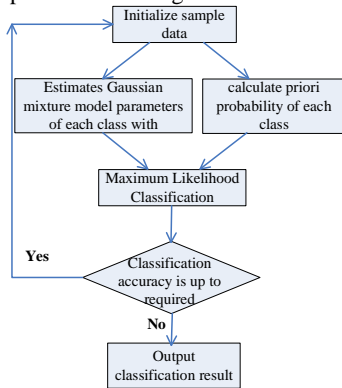 Initialize sample
data
Estimates Gaussian
mixture model parameters
of each class with
calculate priori
probability of each
class
Maximum Likelihood
Classification
Yes
Classification
accuracy is up to
required
No
Output
classification result